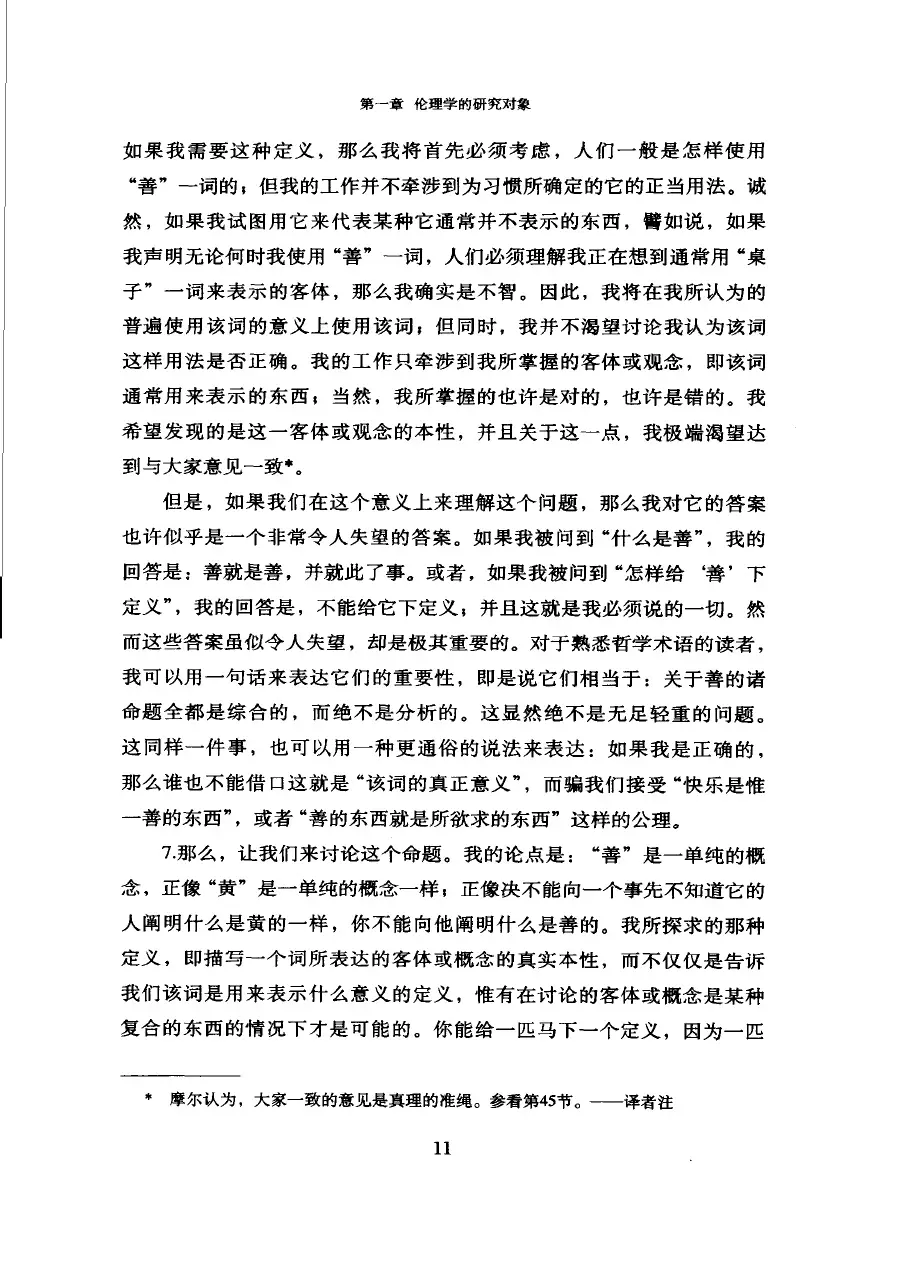 第一章 伦理学的研究对象
如果我需要这种定义，那么我将首先必须考虑，人们一般是怎样使用
“善”一词的；但我的工作并不牵涉到为习惯所确定的它的正当用法。诚
然，如果我试图用它来代表某种它通常并不表示的东西，譬如说，如果
我声明无论何时我使用“善”一词，人们必须理解我正在想到通常用“桌
子”一词来表示的客体，那么我确实是不智。因此，我将在我所认为的
普遍使用该词的意义上使用该词；但同时，我并不渴望讨论我认为该词
这样用法是否正确。我的工作只牵涉到我所掌握的客体或观念，即该词
通常用来表示的东西；当然，我所掌握的也许是对的，也许是错的。我
希望发现的是这一客体或观念的本性，并且关于这一点，我极端渴望达
到与大家意见一致*。
但是，如果我们在这个意义上来理解这个问题，那么我对它的答案
也许似乎是一个非常令人失望的答案。如果我被问到“什么是善”，我的
回答是：善就是善，并就此了事。或者，如果我被问到“怎样给‘善’下
定义”，我的回答是，不能给它下定义；并且这就是我必须说的一切。然
而这些答案虽似令人失望，却是极其重要的。对于熟悉哲学术语的读者，
我可以用一句话来表达它们的重要性，即是说它们相当于：关于善的诸
命题全都是综合的，而绝不是分析的。这显然绝不是无足轻重的问题。
这同样一件事，也可以用一种更通俗的说法来表达：如果我是正确的，
那么谁也不能借口这就是“该词的真正意义”，而骗我们接受“快乐是惟
一善的东西”，或者“善的东西就是所欲求的东西”这样的公理。
7.那么，让我们来讨论这个命题。我的论点是：“善”是一单纯的概
念，正像“黄”是一单纯的概念一样；正像决不能向一个事先不知道它的
人阐明什么是黄的一样，你不能向他阐明什么是善的。我所探求的那种
定义，即描写一个词所表达的客体或概念的真实本性，而不仅仅是告诉
我们该词是用来表示什么意义的定义，惟有在讨论的客体或概念是某种
复合的东西的情况下才是可能的。你能给一匹马下一个定义，因为一匹
* 摩尔认为，大家一致的意见是真理的准绳。参看第45节。——译者注
11